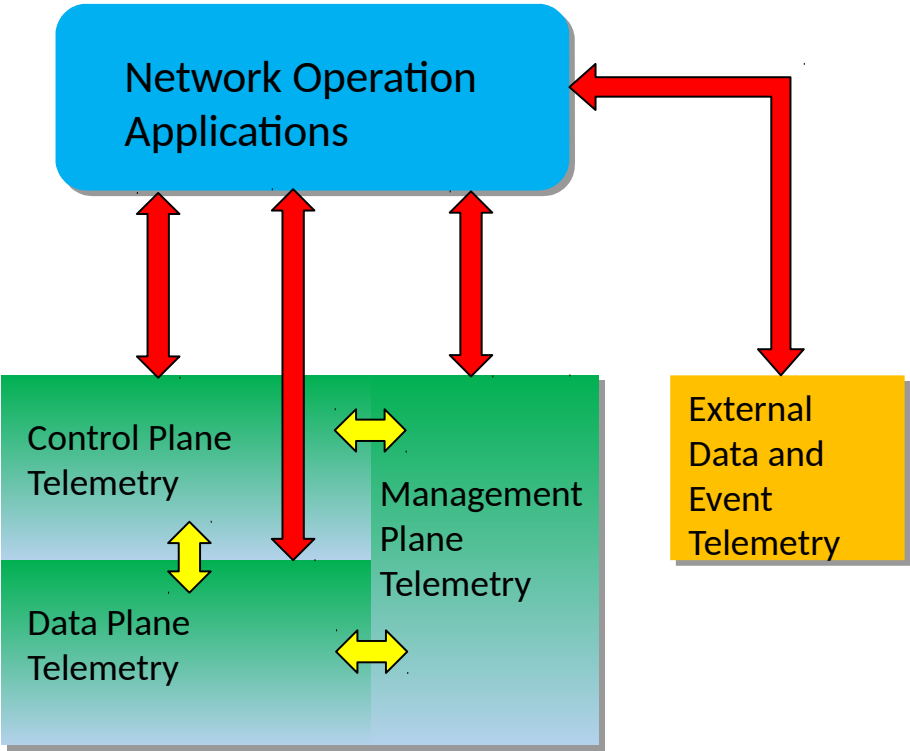 Network Operation
Applications
Control Plane
Telemetry
Management
Plane
Telemetry
Data Plane
Telemetry
External
Data and
Event
Telemetry